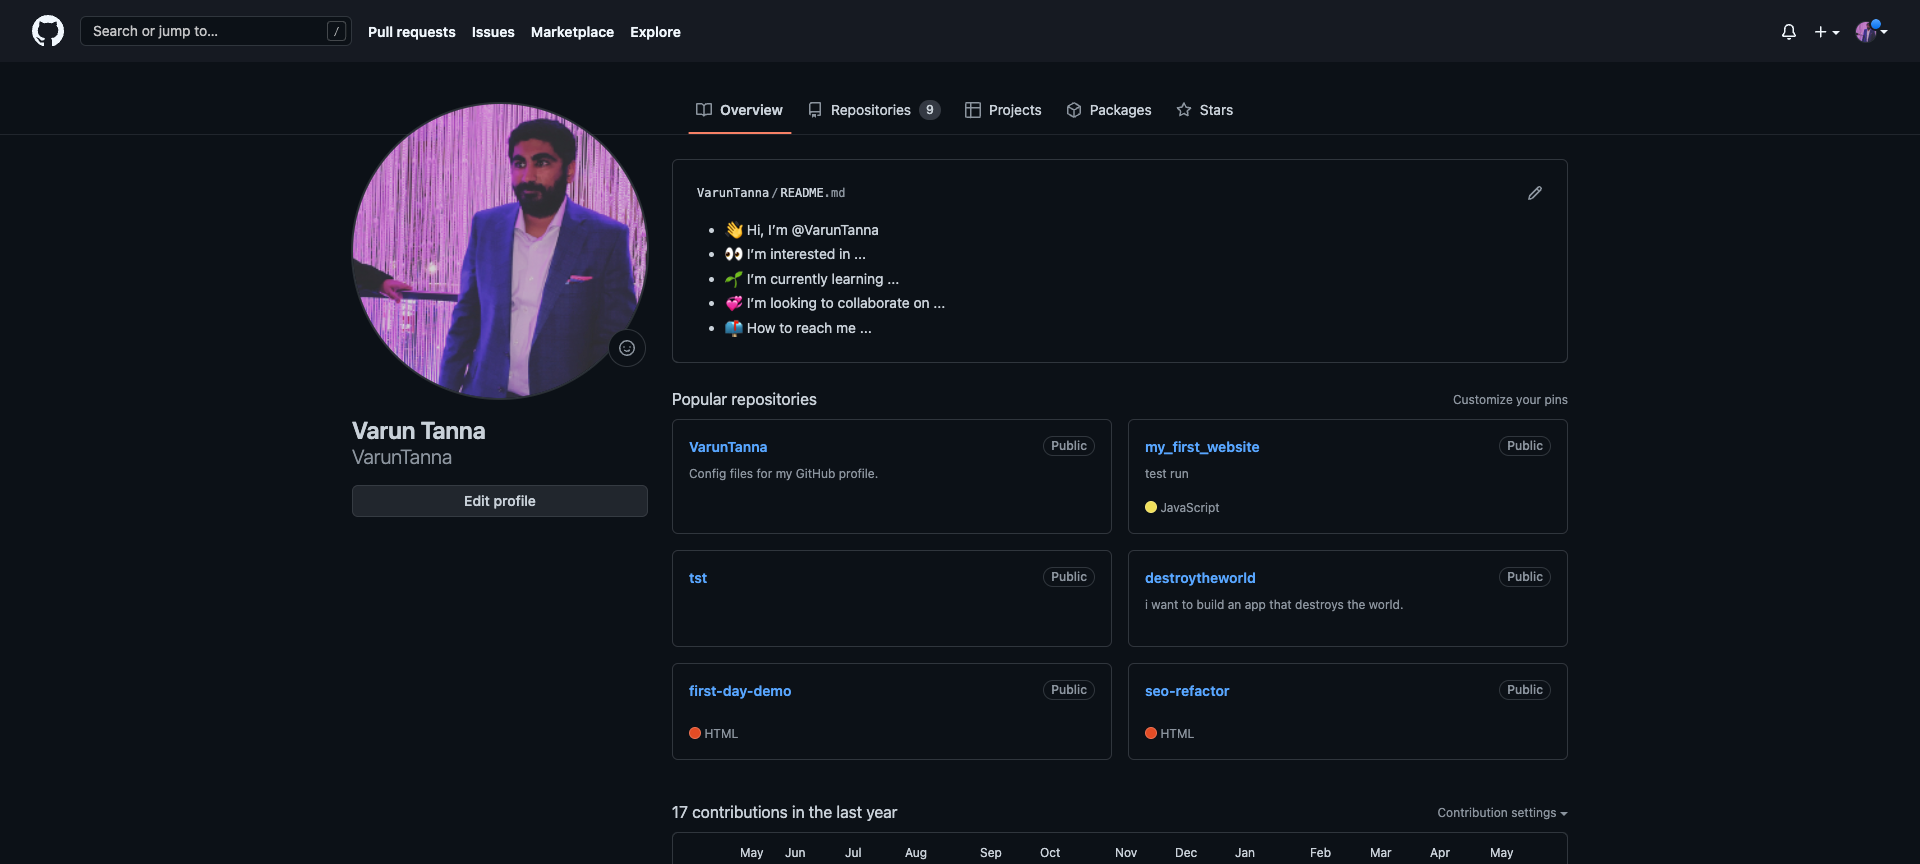 Search or jump to... /
Pull requests Issues Marketplace Explore
Overview Repositories 9 Projects Packages Stars
Varun Tanna
VarunTanna
Edit profile
VarunTanna/README.md
👋 Hi, I’m @VarunTanna
👀 I’m interested in ...
🌱 I’m currently learning ...
💞️ I’m looking to collaborate on ...
📫 How to reach me ...
Popular repositories Customize your pins
VarunTanna Public
Config files for my GitHub profile.
my_first_website Public
test run
JavaScript
tst Public
destroytheworld Public
i want to build an app that destroys the world.
first-day-demo Public
HTML
seo-refactor Public
HTML
17 contributions in the last year Contribution settings
May Jun Jul Aug Sep Oct Nov Dec Jan Feb Mar Apr May